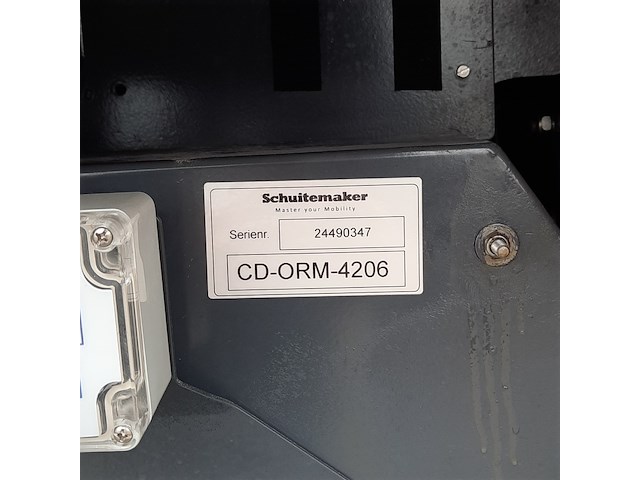 Schuitemaker
Master your Mobility
Serienr. 24490347
CD-ORM-4206